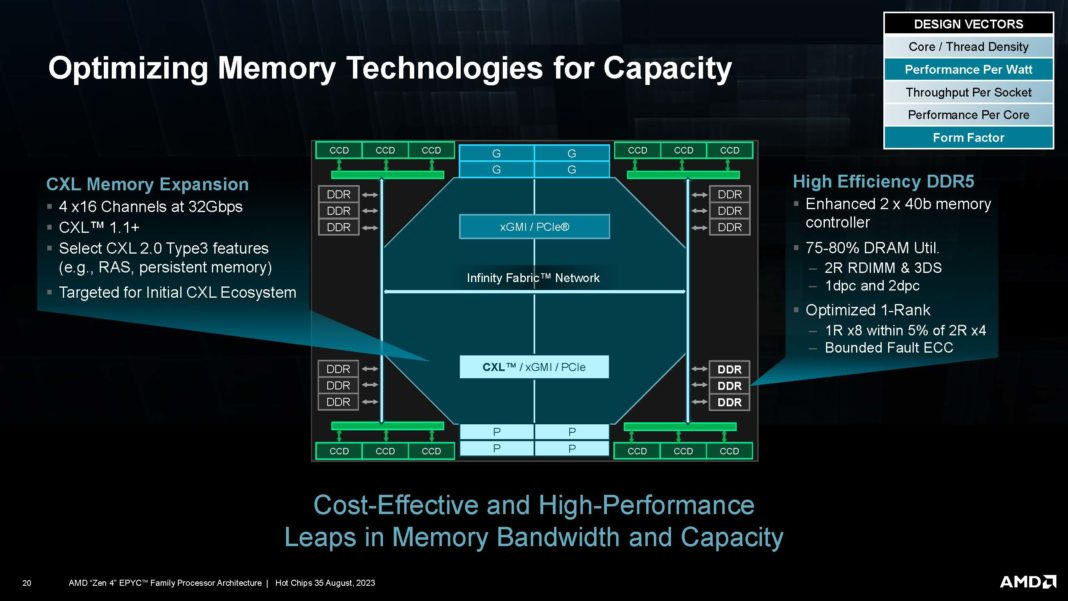 DESIGN VECTORS
Core / Thread Density
Performance Per Watt
Throughput Per Socket
Performance Per Core
Form Factor
Optimizing Memory Technologies for Capacity
CXL Memory Expansion
▪ 4 x16 Channels at 32Gbps
▪ CXL™ 1.1+
▪ Select CXL 2.0 Type3 features
(e.g., RAS, persistent memory)
▪ Targeted for Initial CXL Ecosystem
CCD CCD CCD
G G
G G
CCD CCD CCD
DDR
DDR
DDR
DDR
DDR
DDR
xGMI / PCIe®
Infinity Fabric™ Network
CXL™ / xGMI / PCIe
DDR
DDR
DDR
DDR
DDR
DDR
CCD CCD CCD
P P
P P
CCD CCD CCD
High Efficiency DDR5
▪ Enhanced 2 x 40b memory
controller
▪ 75-80% DRAM Util.
– 2R RDIMM & 3DS
– 1dpc and 2dpc
▪ Optimized 1-Rank
– 1R x8 within 5% of 2R x4
– Bounded Fault ECC
Cost-Effective and High-Performance
Leaps in Memory Bandwidth and Capacity
20 AMD “Zen 4” EPYC™ Family Processor Architecture | Hot Chips 35 August, 2023
AMD